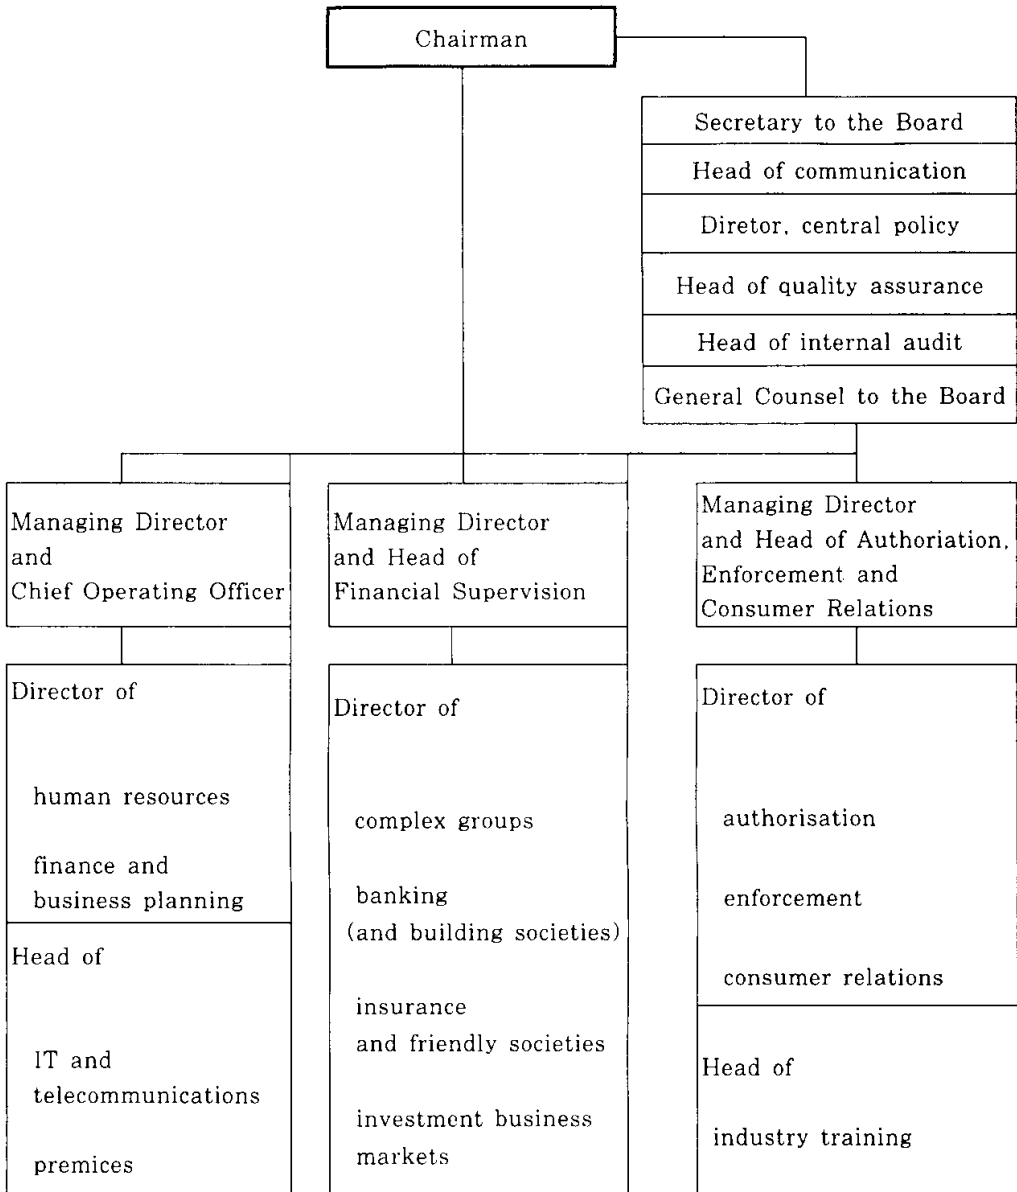 Chairman
Secretary to the Board
Head of communication
Diretor, central policy
Head of quality assurance
Head of internal audit
General Counsel to the Board
Managing Director
and
Chief Operating Officer
Managing Director
and Head of
Financial Supervision
Managing Director
and Head of Authoriation,
Enforcement and
Consumer Relations
Director of
human resources
finance and
business planning
Head of
IT and
telecommunications
premices
Director of
complex groups
banking
(and building societies)
insurance
and friendly societies
investment business
markets
Director of
authorisation
enforcement
consumer relations
Head of
industry training